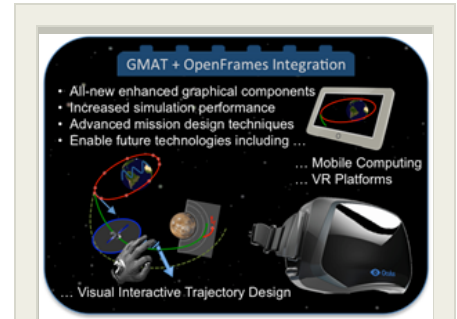 GMAT + OpenFrames Integration
• All-new enhanced graphical components
• Increased simulation performance
• Advanced mission design techniques
• Enable future technologies including ...
... Mobile Computing
... VR Platforms
... Visual Interactive Trajectory Design